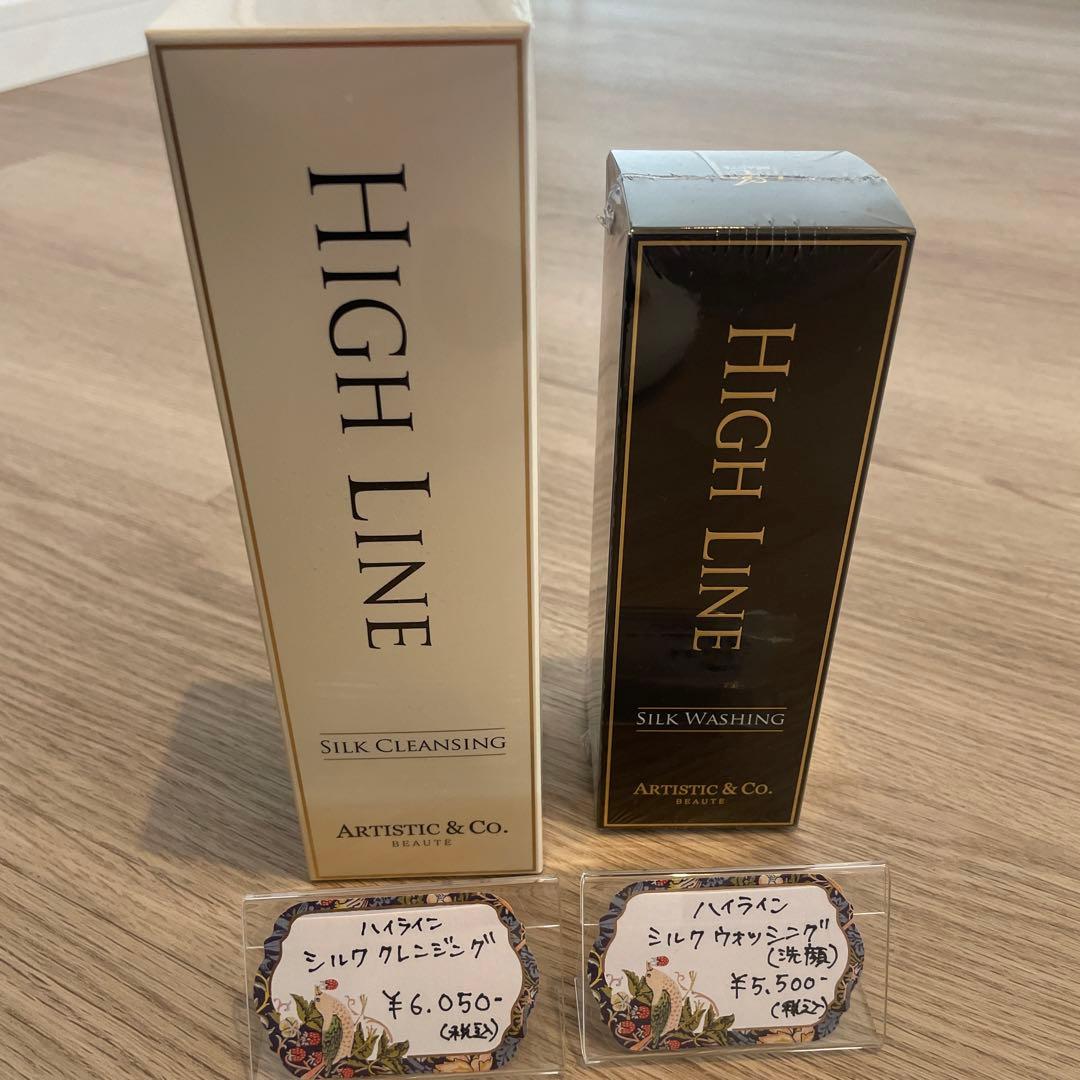 HIGH LINE
SILK CLEANSING
ARTISTIC & CO.
BEAUTÉ
HIGH LINE
SILK WASHING
ARTISTIC & CO.
BEAUTE
ハイライン
シルククレンジング
¥6.050-
(税込)
ハイライン
シルクウォッシング
(洗顔)
¥5.500-
(税込)